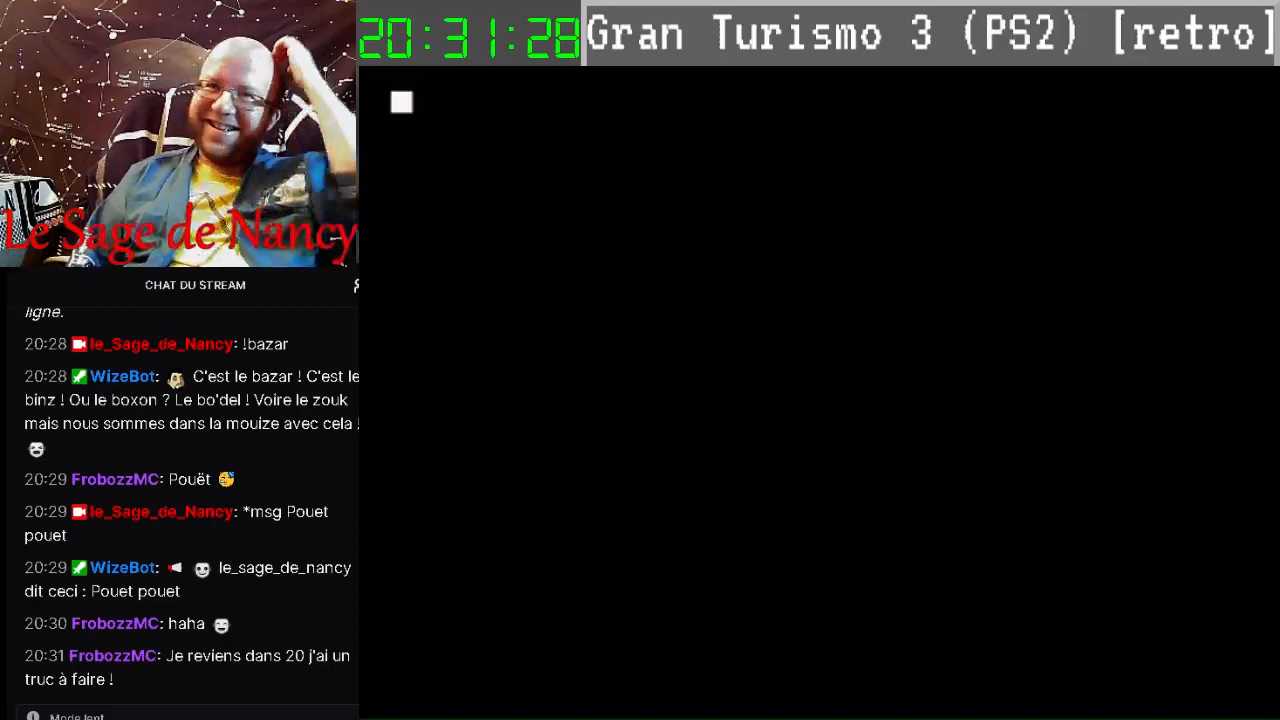 20:31:28
Gran Turismo 3 (PS2) [retro]
Le Sage de Nancy
CHAT DU STREAM
ligne.
20:28 le_Sage_de_Nancy: !bazar
20:28 WizeBot: C'est le bazar ! C'est le
binz ! Ou le boxon ? Le bo'del ! Voire le zouk
mais nous sommes dans la mouize avec cela !
20:29 FrobozzMC: Pouët
20:29 le_Sage_de_Nancy: *msg Pouet
pouet
20:29 WizeBot: le_sage_de_nancy
dit ceci : Pouet pouet
20:30 FrobozzMC: haha
20:31 FrobozzMC: Je reviens dans 20 j'ai un
truc à faire !
Mode lent